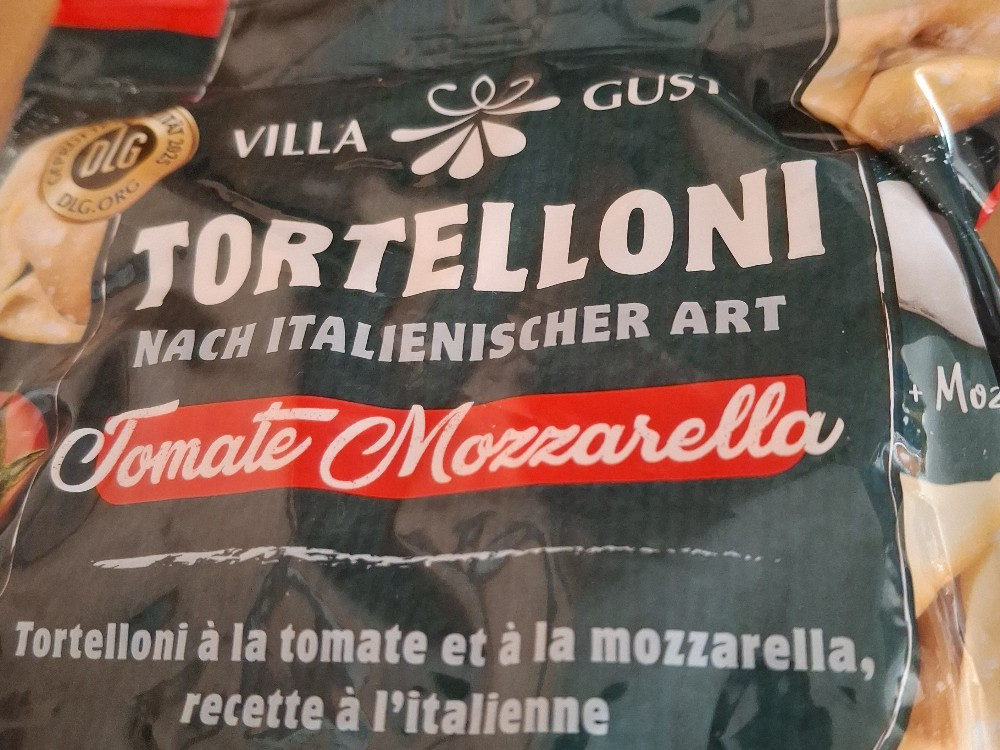 VILLA GUST
DLG
DLG.ORG
TORTELLONI
NACH ITALIENISCHER ART
Tomate Mozzarella
+ Moz
Tortelloni à la tomate et à la mozzarella,
recette à l'italienne